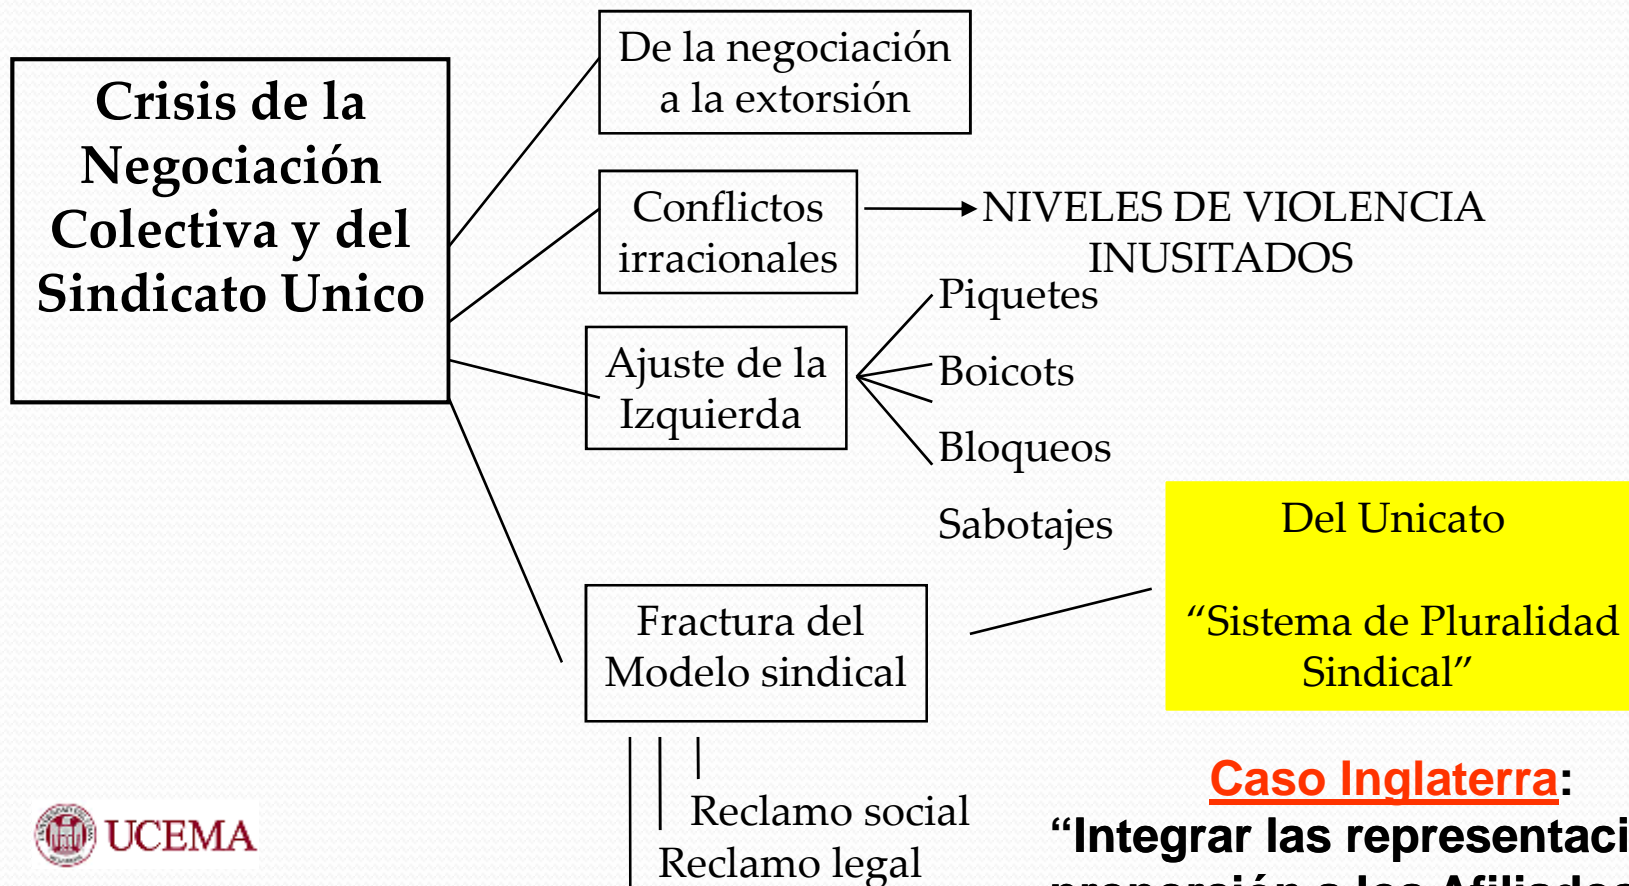 Crisis de la
Negociación
Colectiva y del
Sindicato Unico
De la negociación
a la extorsión
Conflictos
irracionales
NIVELES DE VIOLENCIA
INUSITADOS
Ajuste de la
Izquierda
Piquetes
Boicots
Bloqueos
Sabotajes
Fractura del
Modelo sindical
Del Unicato
“Sistema de Pluralidad
Sindical”
Reclamo social
Reclamo legal
Caso Inglaterra:
“Integrar las
UCEMA